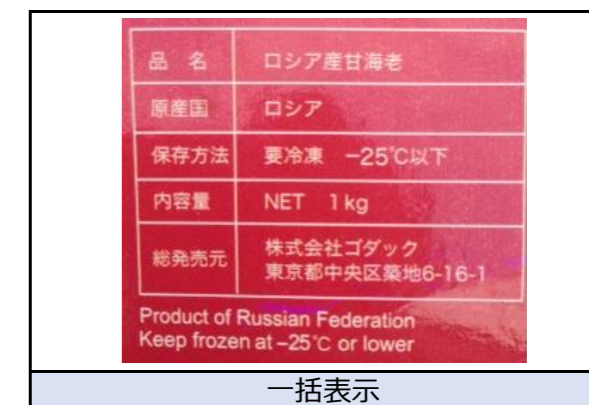 品 名 ロシア産甘海老
原産国 ロシア
保存方法 要冷凍 −25℃以下
内容量 NET 1kg
総発売元 株式会社ゴダック
東京都中央区築地6-16-1
Product of Russian Federation
Keep frozen at −25℃ or lower
一括表示